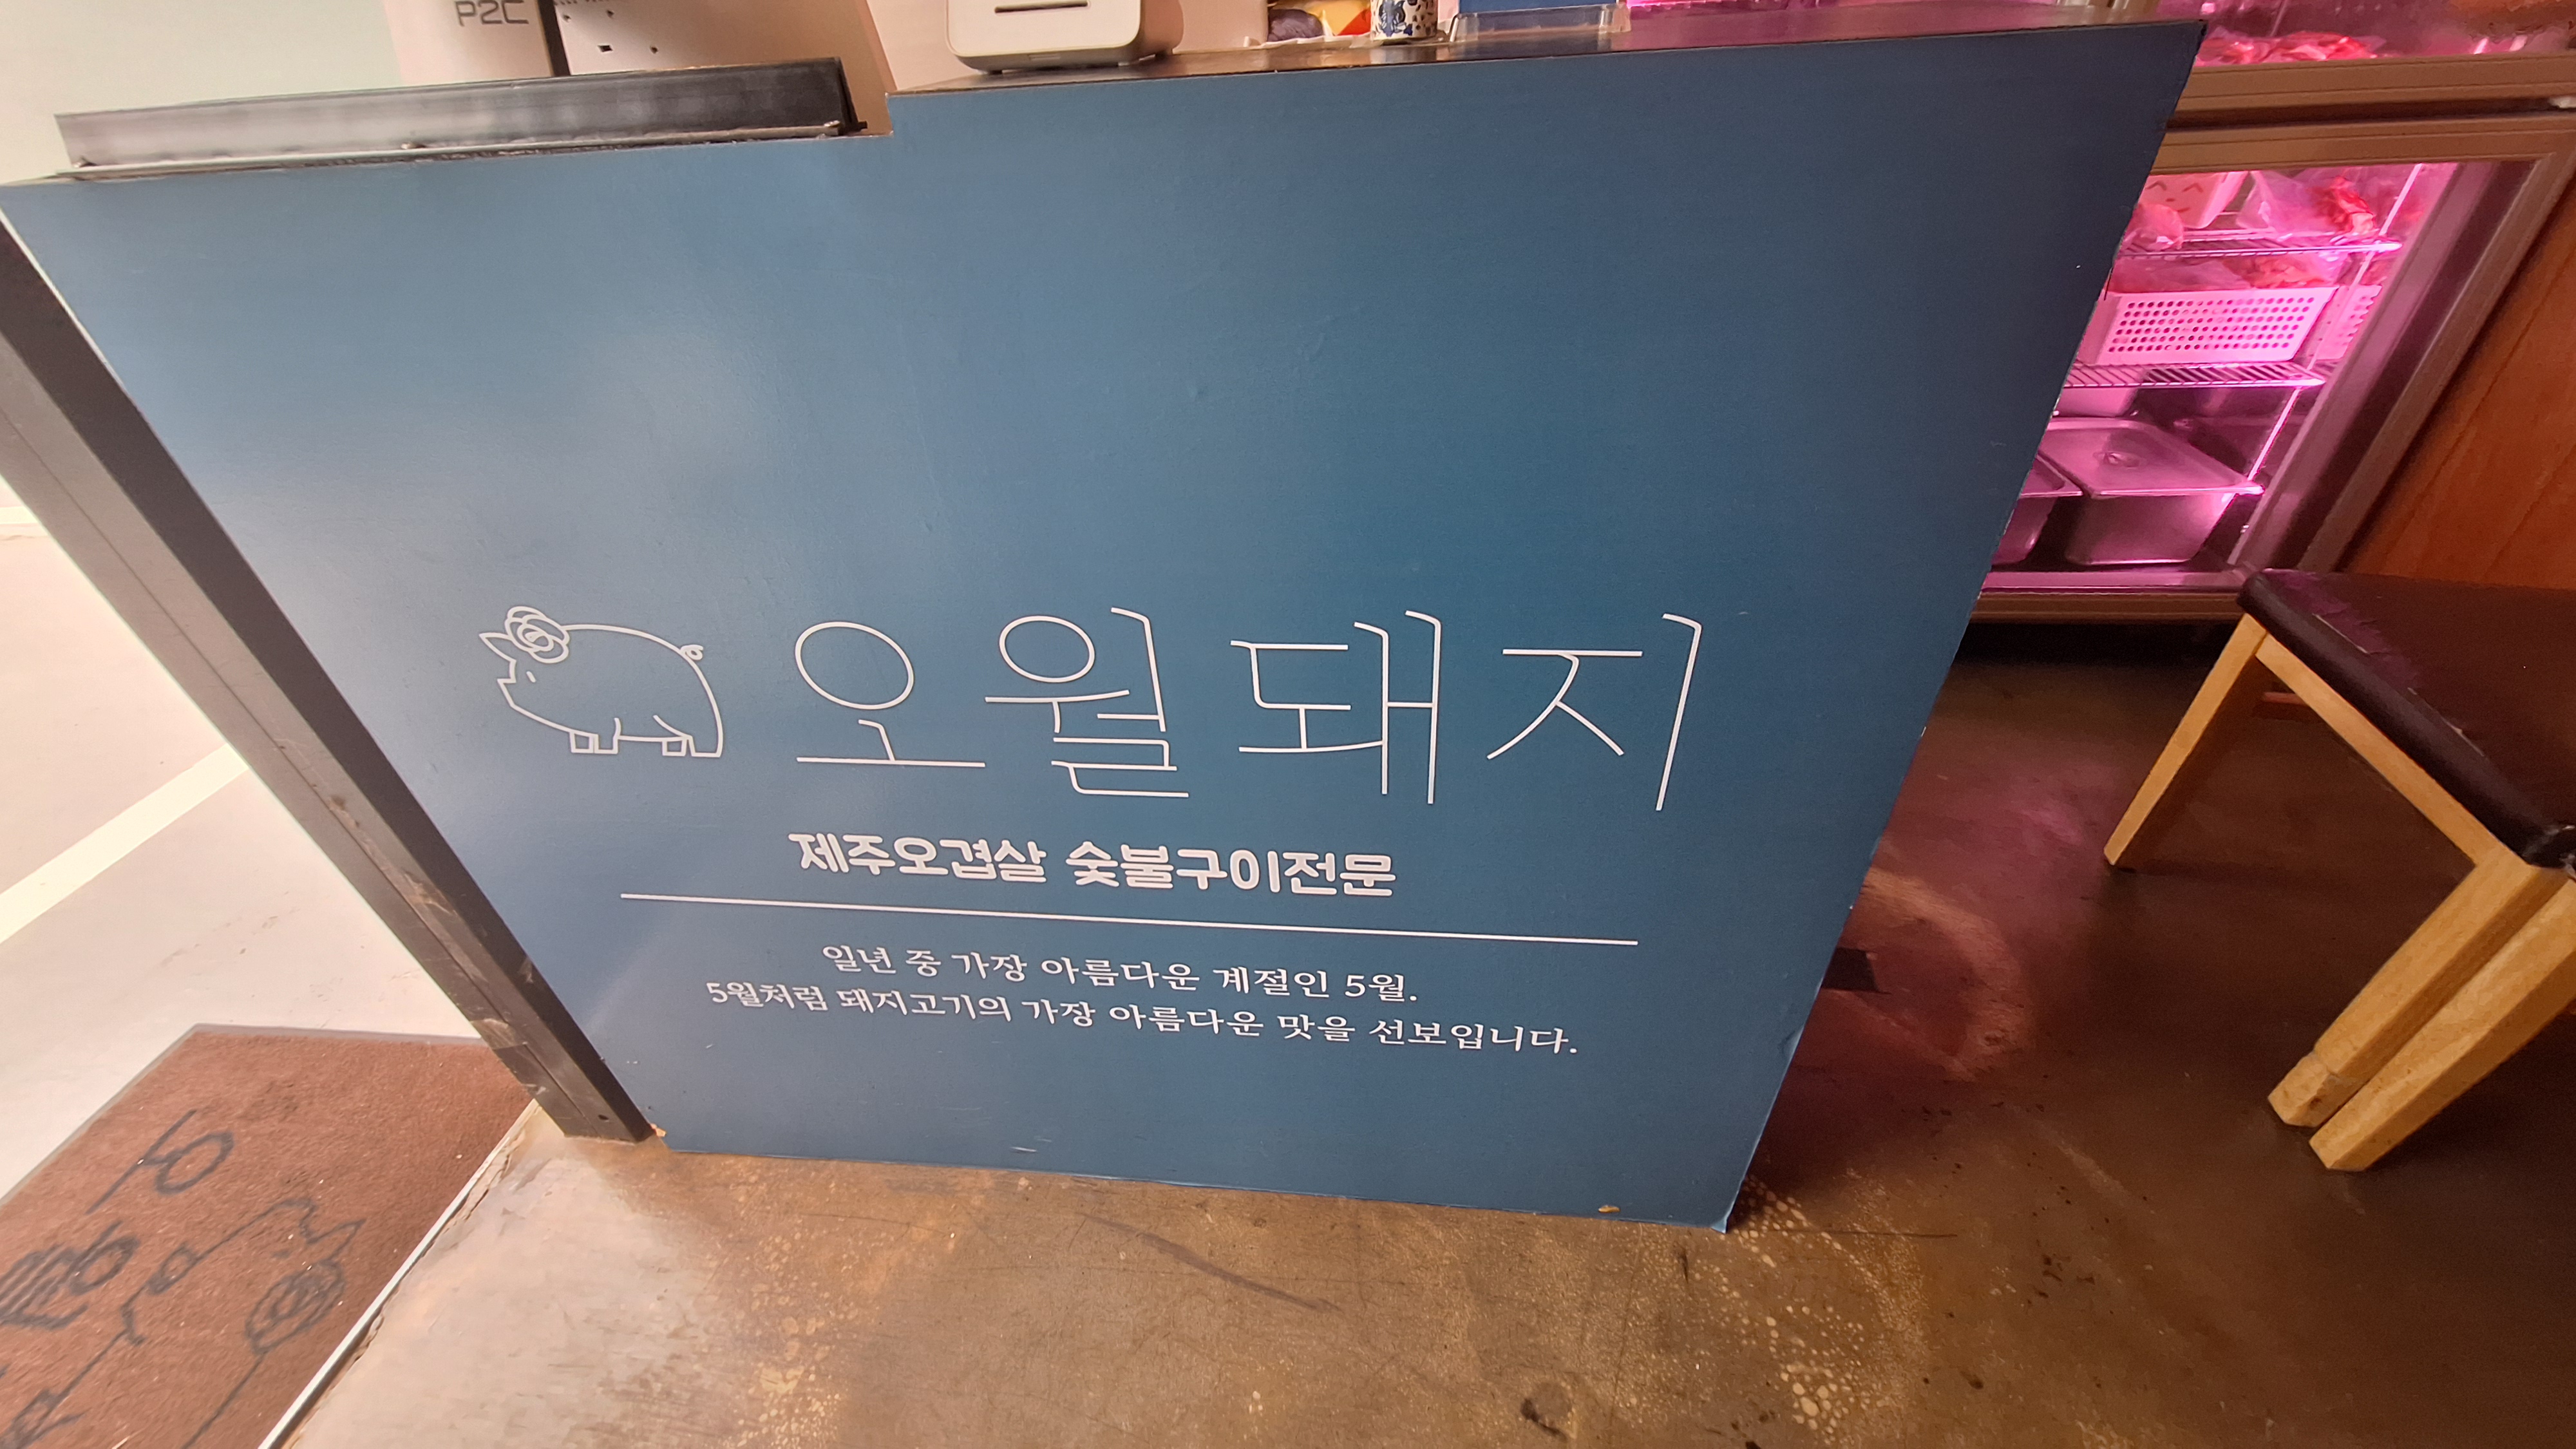 P2C
오월돼지
제주오겹살 숯불구이전문
일년 중 가장 아름다운 계절인 5월.
5월처럼 돼지고기의 가장 아름다운 맛을 선보입니다.